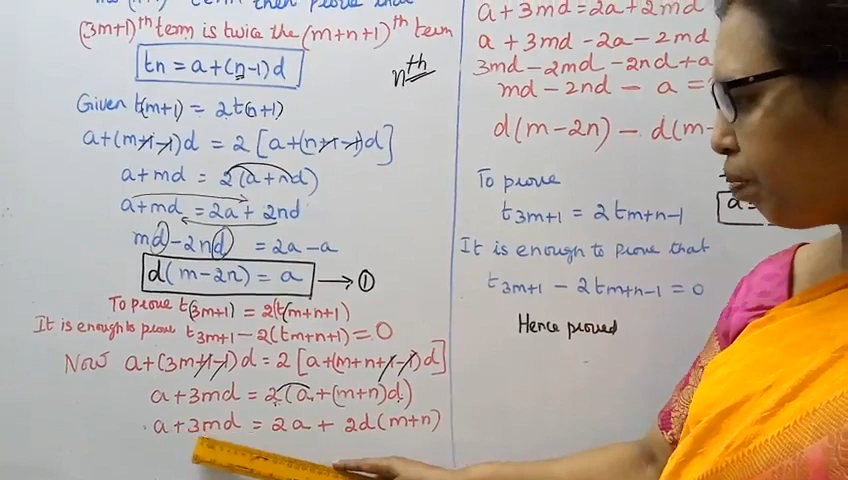 term then prove that
(3m+1)th term is twice the (m+n+1)th term
tn = a+(n-1)d
nth
Given t(m+1) = 2t(n+1)
a+(m+1-1)d = 2[a+(n+1-1)d]
a+md = 2(a+nd)
a+md = 2a+2nd
md-2nd = 2a-a
d(m-2n) = a → ①
To prove t(3m+1) = 2(t(m+n+1)
It is enough to prove t3m+1 - 2(tm+n+1) = 0
Now a+(3m+1-1)d = 2[a+(m+n+1-1)d]
a+3md = 2(a+(m+n)d)
a+3md = 2a + 2d(m+n)
a+3md = 2a+2md
a+3md-2a-2md
3md-2md-2nd+a
md-2nd-a =
d(m-2n) - d(m-
To prove
t3m+1 = 2tm+n-1
It is enough to prove that
t3m+1 - 2tm+n-1 = 0
Hence proved